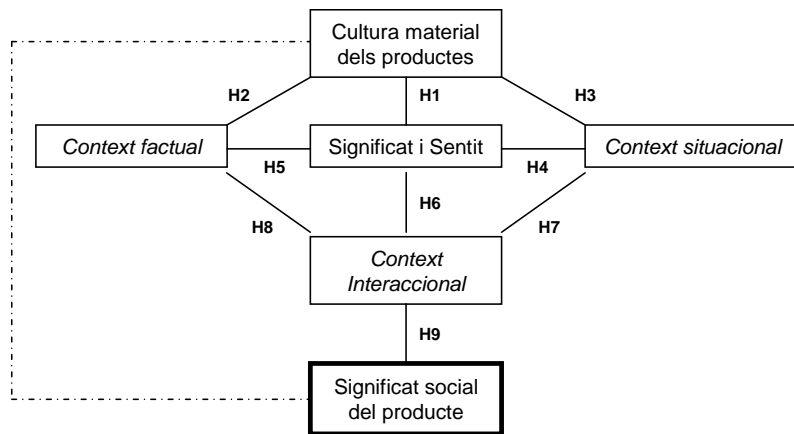 Cultura material
dels productes
H2
H1
H3
Context factual
Significat i Sentit
Context situacional
H5
H4
H6
H8
H7
Context
Interaccional
H9
Significat social
del producte